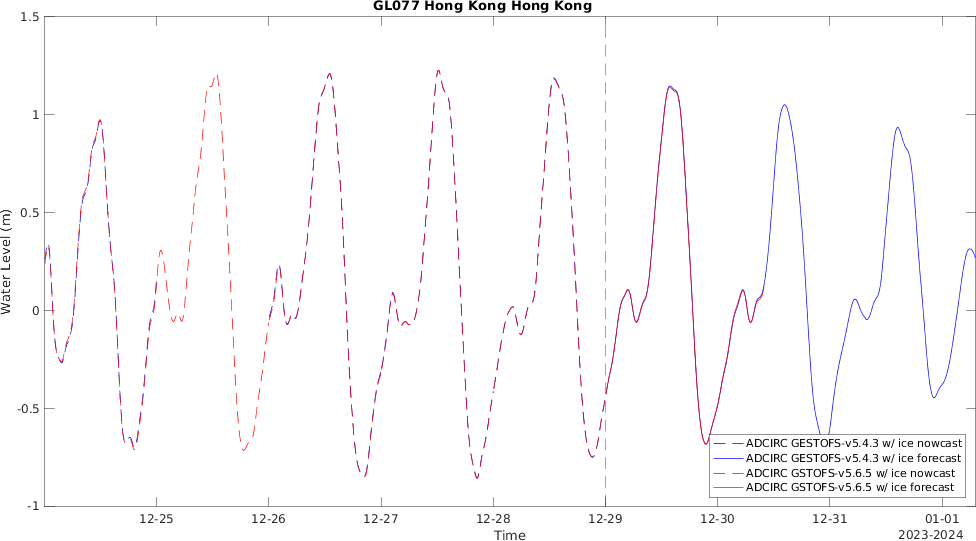 GL077 Hong Kong Hong Kong
1.5
1
0.5
0
-0.5
-1
Water Level (m)
12-25
12-26
12-27
12-28
12-29
12-30
12-31
01-01
Time
2023-2024
ADCIRC GESTOFS-v5.4.3 w/ ice nowcast
ADCIRC GESTOFS-v5.4.3 w/ ice forecast
ADCIRC GSTOFS-v5.6.5 w/ ice nowcast
ADCIRC GSTOFS-v5.6.5 w/ ice forecast